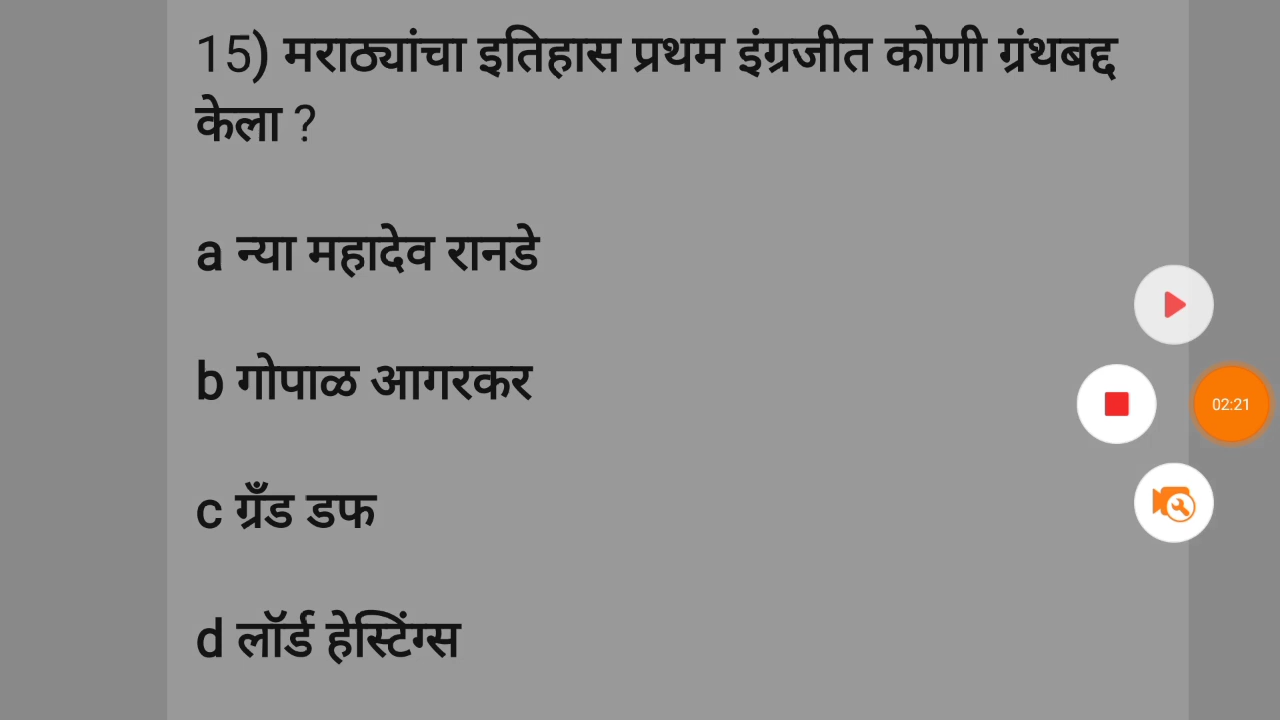 15) मराठ्यांचा इतिहास प्रथम इंग्रजीत कोणी ग्रंथबद्द
केला ?
a न्या महादेव रानडे
b गोपाळ आगरकर
c ग्रँड डफ
02:21
d लॉर्ड हेस्टिंग्स